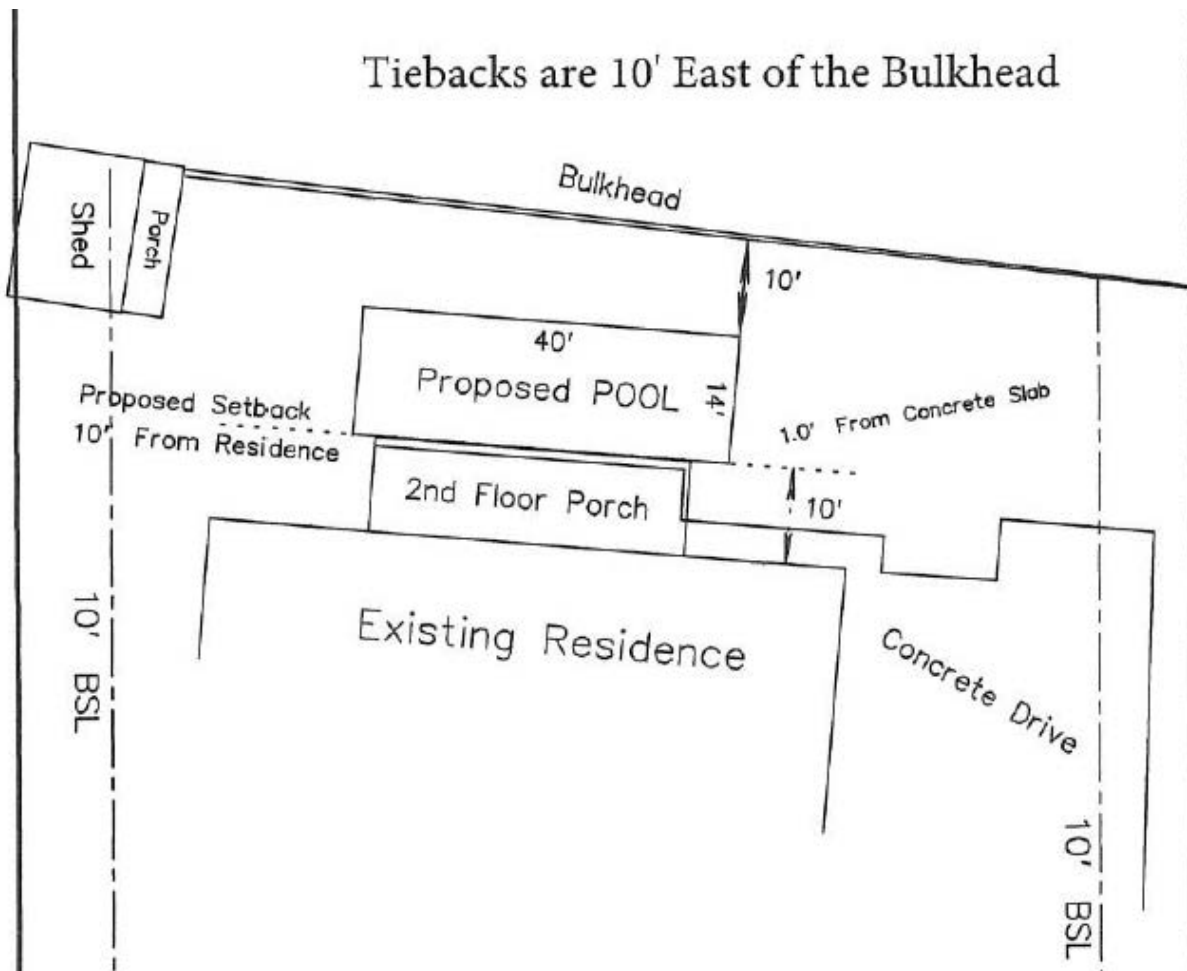 Tiebacks are 10' East of the Bulkhead
Bulkhead
Shed
Porch
10'
40'
Proposed POOL
14'
Proposed Setback
10' From Residence
1.0' From Concrete Slab
2nd Floor Porch
10'
Existing Residence
Concrete Drive
10' BSL
10' BSL